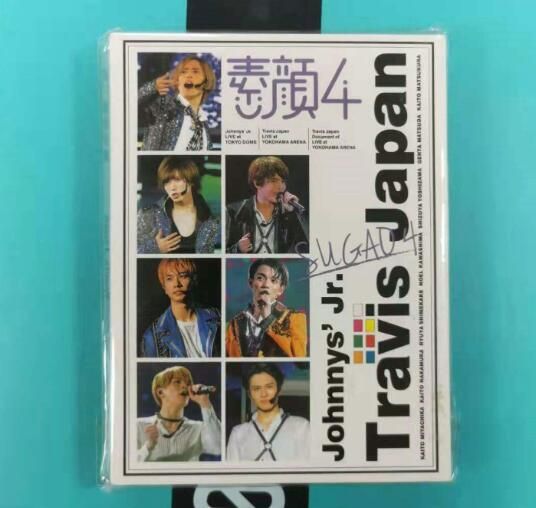 素顔4
Johnnys' Jr.
LIVE at
TOKYO DOME
Travis Japan
LIVE at
YOKOHAMA ARENA
Travis Japan
Document of
LIVE at
YOKOHAMA ARENA
SUGAO4
Johnnys' Jr.
Travis Japan
KAITO MIYACHIKA KAITO NAKAMURA RYUYA SHIMEKAKE NOEL KAWASHIMA SHIZUYA YOSHIZAWA GENTA MATSUDA KAITO MATSUKURA